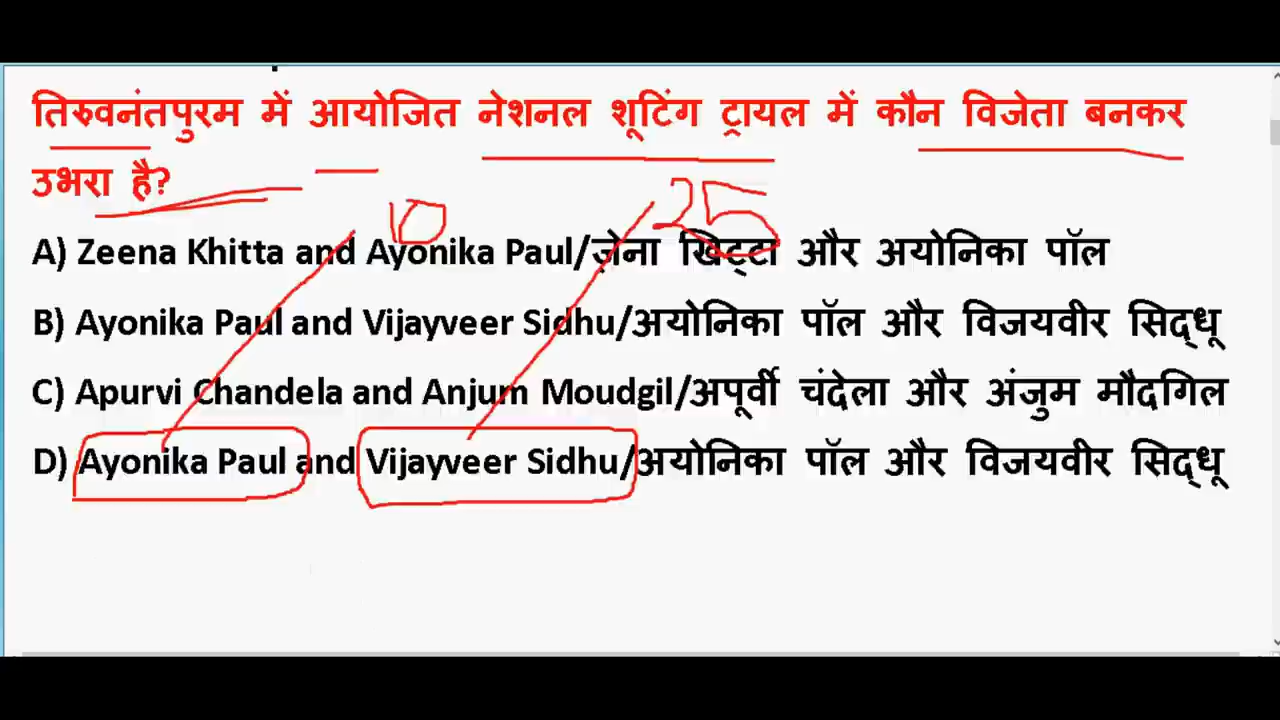 तिरुवनंतपुरम में आयोजित नेशनल शूटिंग ट्रायल में कौन विजेता बनकर
उभरा है?
10 25
A) Zeena Khitta and Ayonika Paul/ज़ेना खिट्टा और अयोनिका पॉल
B) Ayonika Paul and Vijayveer Sidhu/अयोनिका पॉल और विजयवीर सिद्धू
C) Apurvi Chandela and Anjum Moudgil/अपूर्वी चंदेला और अंजुम मौदगिल
D) Ayonika Paul and Vijayveer Sidhu/अयोनिका पॉल और विजयवीर सिद्धू